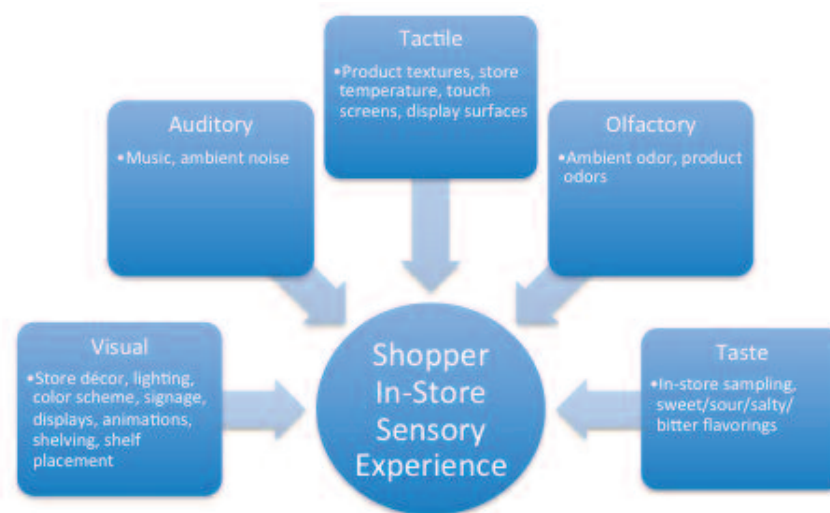 Tactile
•Product textures, store
temperature, touch
screens, display surfaces
Auditory
•Music, ambient noise
Olfactory
•Ambient odor, product
odors
Visual
•Store décor, lighting,
color scheme, signage,
displays, animations,
shelving, shelf
placement
Shopper
In-Store
Sensory
Experience
Taste
•In-store sampling,
sweet/sour/salty/
bitter flavorings